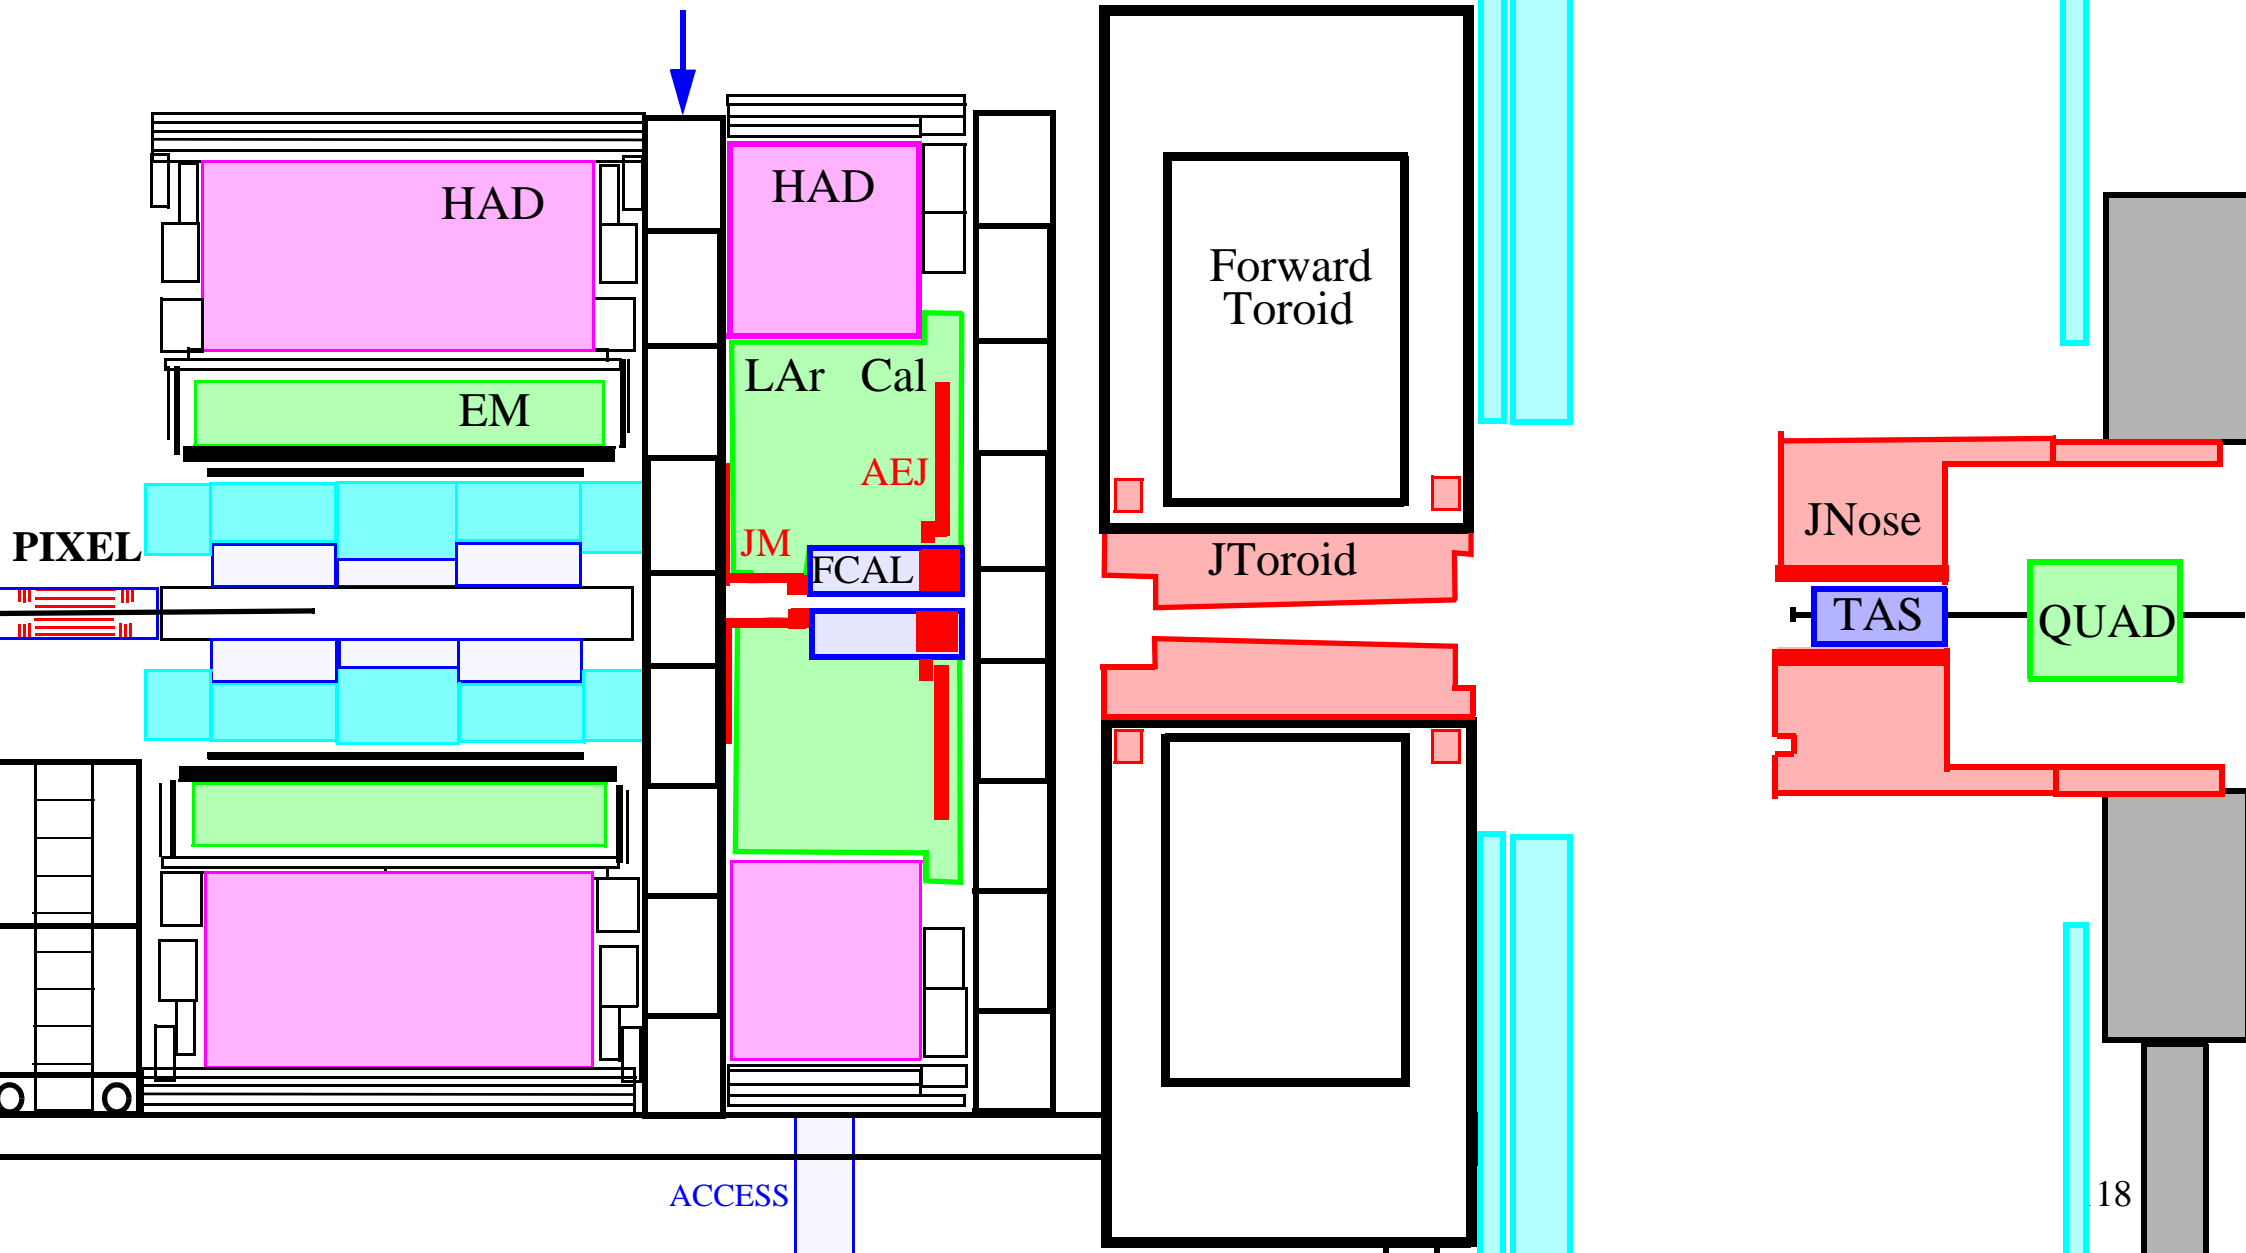 HAD
HAD
Forward
Toroid
LAr Cal
EM
AEJ
JNose
PIXEL
JM
FCAL
JToroid
TAS
QUAD
ACCESS
18